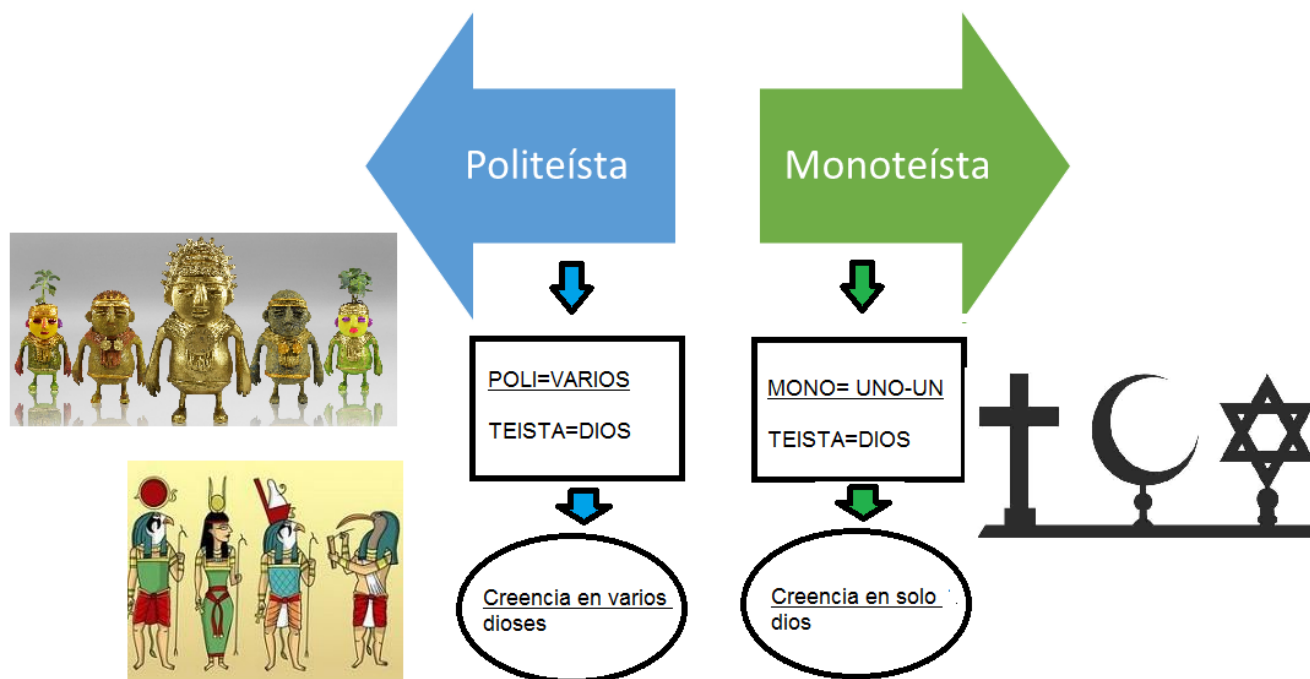 Politeísta
Monoteísta
POLI=VARIOS
TEISTA=DIOS
MONO= UNO-UN
TEISTA=DIOS
Creencia en varios
dioses
Creencia en solo
dios